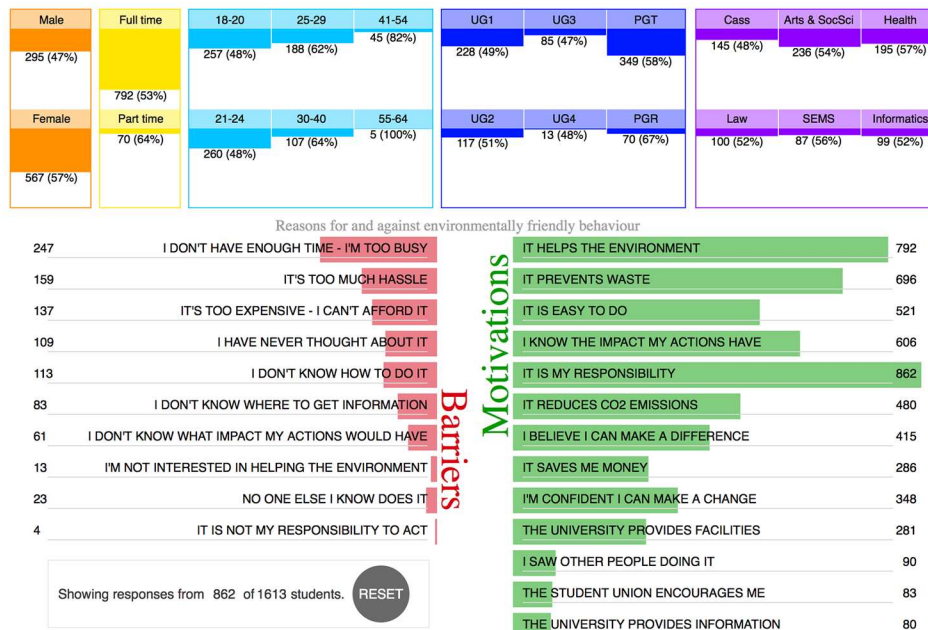 Male Full time 18-20 25-29 41-54 UG1 UG3 PGT Cass Arts & SocSci Health
295 (47%) 792 (53%) 257 (48%) 188 (62%) 45 (82%) 228 (49%) 85 (47%) 349 (58%) 145 (48%) 236 (54%) 195 (57%)
Female Part time 21-24 30-40 55-64 UG2 UG4 PGR Law SEMS Informatics
567 (57%) 70 (64%) 260 (48%) 107 (64%) 5 (100%) 117 (51%) 13 (48%) 70 (67%) 100 (52%) 87 (56%) 99 (52%)
Reasons for and against environmentally friendly behaviour
Barriers
247 I DON'T HAVE ENOUGH TIME - I'M TOO BUSY
159 IT'S TOO MUCH HASSLE
137 IT'S TOO EXPENSIVE - I CAN'T AFFORD IT
109 I HAVE NEVER THOUGHT ABOUT IT
113 I DON'T KNOW HOW TO DO IT
83 I DON'T KNOW WHERE TO GET INFORMATION
61 I DON'T KNOW WHAT IMPACT MY ACTIONS WOULD HAVE
13 I'M NOT INTERESTED IN HELPING THE ENVIRONMENT
23 NO ONE ELSE I KNOW DOES IT
4 IT IS NOT MY RESPONSIBILITY TO ACT
Motivations
IT HELPS THE ENVIRONMENT 792
IT PREVENTS WASTE 696
IT IS EASY TO DO 521
I KNOW THE IMPACT MY ACTIONS HAVE 606
IT IS MY RESPONSIBILITY 862
IT REDUCES CO2 EMISSIONS 480
I BELIEVE I CAN MAKE A DIFFERENCE 415
IT SAVES ME MONEY 286
I'M CONFIDENT I CAN MAKE A CHANGE 348
THE UNIVERSITY PROVIDES FACILITIES 281
I SAW OTHER PEOPLE DOING IT 90
THE STUDENT UNION ENCOURAGES ME 83
THE UNIVERSITY PROVIDES INFORMATION 80
Showing responses from 862 of 1613 students. RESET